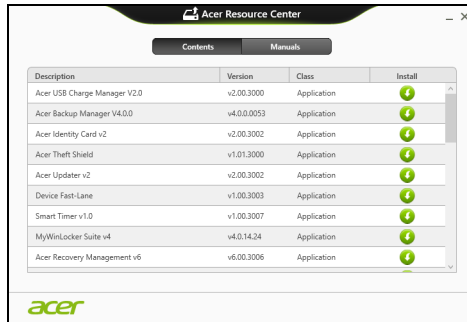 Acer Resource Center
Contents Manuals
Description Version Class Install
Acer USB Charge Manager V2.0 v2.00.3000 Application
Acer Backup Manager V4.0.0 v4.0.0.0053 Application
Acer Identity Card v2 v2.00.3002 Application
Acer Theft Shield v1.01.3000 Application
Acer Updater v2 v2.00.3002 Application
Device Fast-Lane v1.00.3003 Application
Smart Timer v1.0 v1.00.3007 Application
MyWinLocker Suite v4 v4.0.14.24 Application
Acer Recovery Management v6 v6.00.3006 Application
acer